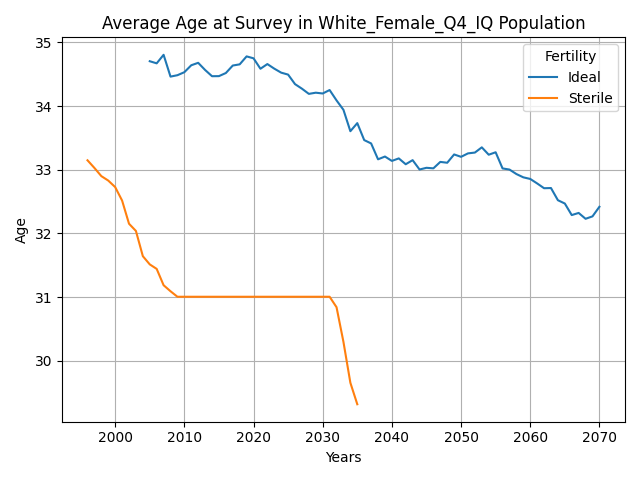 Average Age at Survey in White_Female_Q4_IQ Population
35
34
33
32
31
30
Age
Fertility
Ideal
Sterile
2000 2010 2020 2030 2040 2050 2060 2070
Years